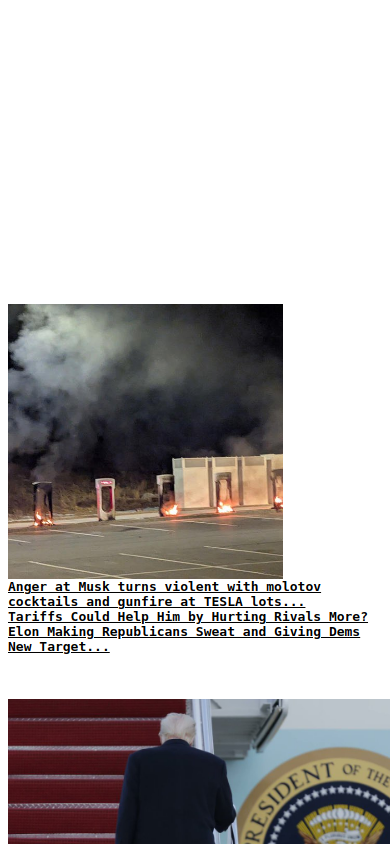 Anger at Musk turns violent with molotov
cocktails and gunfire at TESLA lots...
Tariffs Could Help Him by Hurting Rivals More?
Elon Making Republicans Sweat and Giving Dems
New Target...
PRESIDENT OF THE